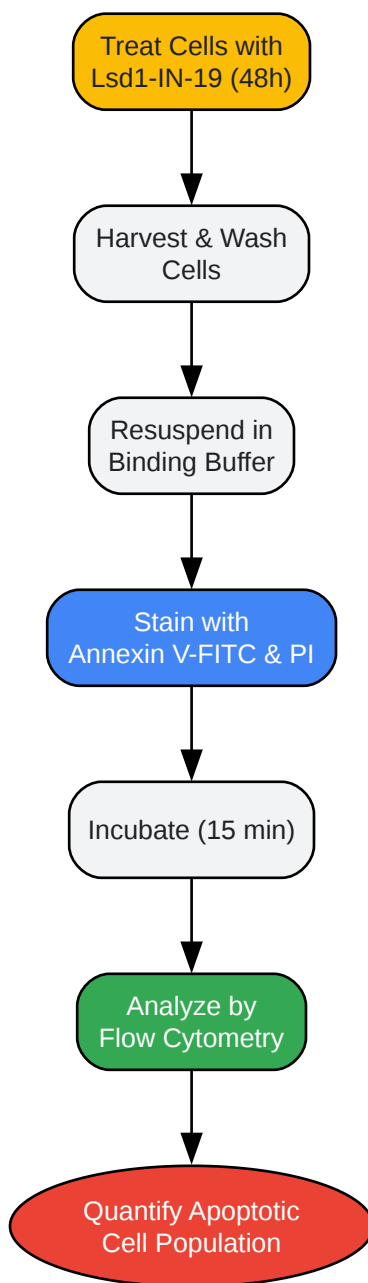 Treat Cells with
Lsd1-IN-19 (48h)
Harvest & Wash
Cells
Resuspend in
Binding Buffer
Stain with
Annexin V-FITC & PI
Incubate (15 min)
Analyze by
Flow Cytometry
Quantify Apoptotic
Cell Population